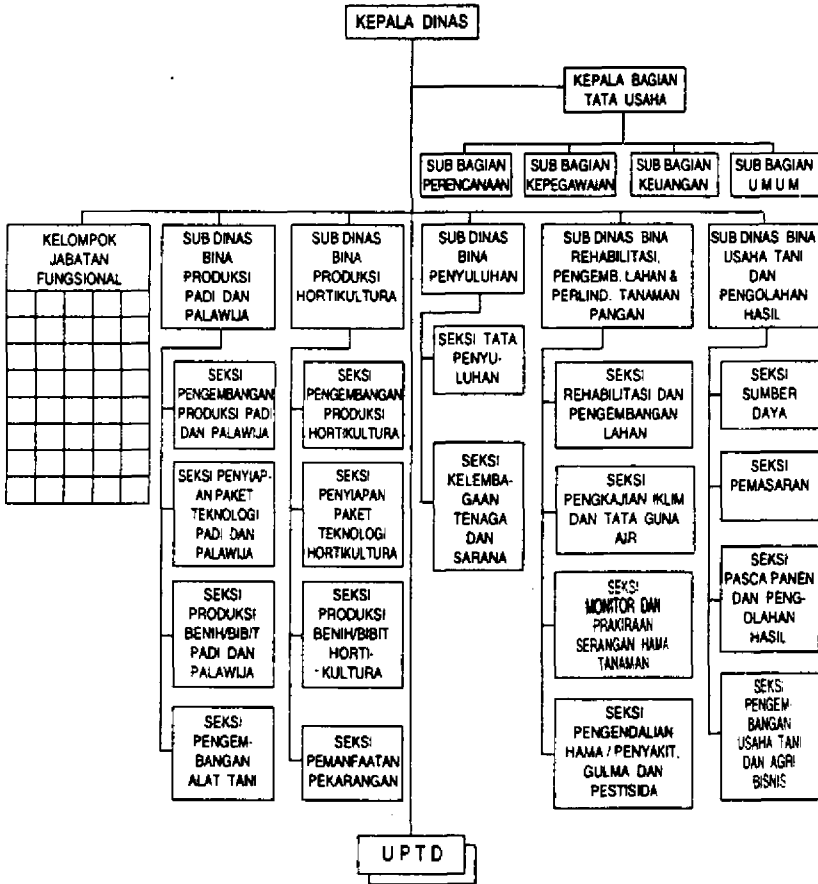 KEPALA DINAS
KEPALA BAGIAN
TATA USAHA
SUB BAGIAN
PERENCANAAN
SUB BAGIAN
KEPEGAWAIAN
SUB BAGIAN
KEUANGAN
SUB BAGIAN
U M U M
KELOMPOK
JABATAN
FUNGSIONAL
SUB DINAS
BINA
PRODUKSI
PADI DAN
PALAWIJA
SUB DINAS
BINA
PRODUKSI
HORTIKULTURA
SUB DINAS
BINA
PENYULUHAN
SUB DINAS BINA
REHABILITASI,
PENGEMB. LAHAN &
PERLIND. TANAMAN
PANGAN
SUB DINAS BINA
USAHA TANI
DAN
PENGOLAHAN
HASIL
SEKSI
PENGEMBANGAN
PRODUKSI PADI
DAN PALAWIJA
SEKSI PENYIAP-
AN PAKET
TEKNOLOGI
PADI DAN
PALAWIJA
SEKSI
PRODUKSI
BENIH/BIBIT
PADI DAN
PALAWIJA
SEKSI
PENGEM-
BANGAN
ALAT TANI
SEKSI
PENGEMBANGAN
PRODUKSI
HORTIKULTURA
SEKSI
PENYIAPAN
PAKET
TEKNOLOGI
HORTIKULTURA
SEKSI
PRODUKSI
BENIH/BIBIT
HORTI-
-KULTURA
SEKSI
PEMANFAATAN
PEKARANGAN
SEKSI TATA
PENYU-
LUHAN
SEKSI
KELEMBA-
GAAN
TENAGA
DAN
SARANA
SEKSI
REHABILITASI DAN
PENGEMBANGAN
LAHAN
SEKSI
PENGKAJIAN IKLIM
DAN TATA GUNA
AIR
SEKSI
MONITOR DAN
PRAKIRAAN
SERANGAN HAMA
TANAMAN
SEKSI
PENGENDALIAN
HAMA / PENYAKIT,
GULMA DAN
PESTISIDA
SEKSI
SUMBER
DAYA
SEKSI
PEMASARAN
SEKSI
PASCA PANEN
DAN PENG-
OLAHAN
HASIL
SEKSI
PENGEM-
BANGAN
USAHA TANI
DAN AGRI
BISNIS
U P T D